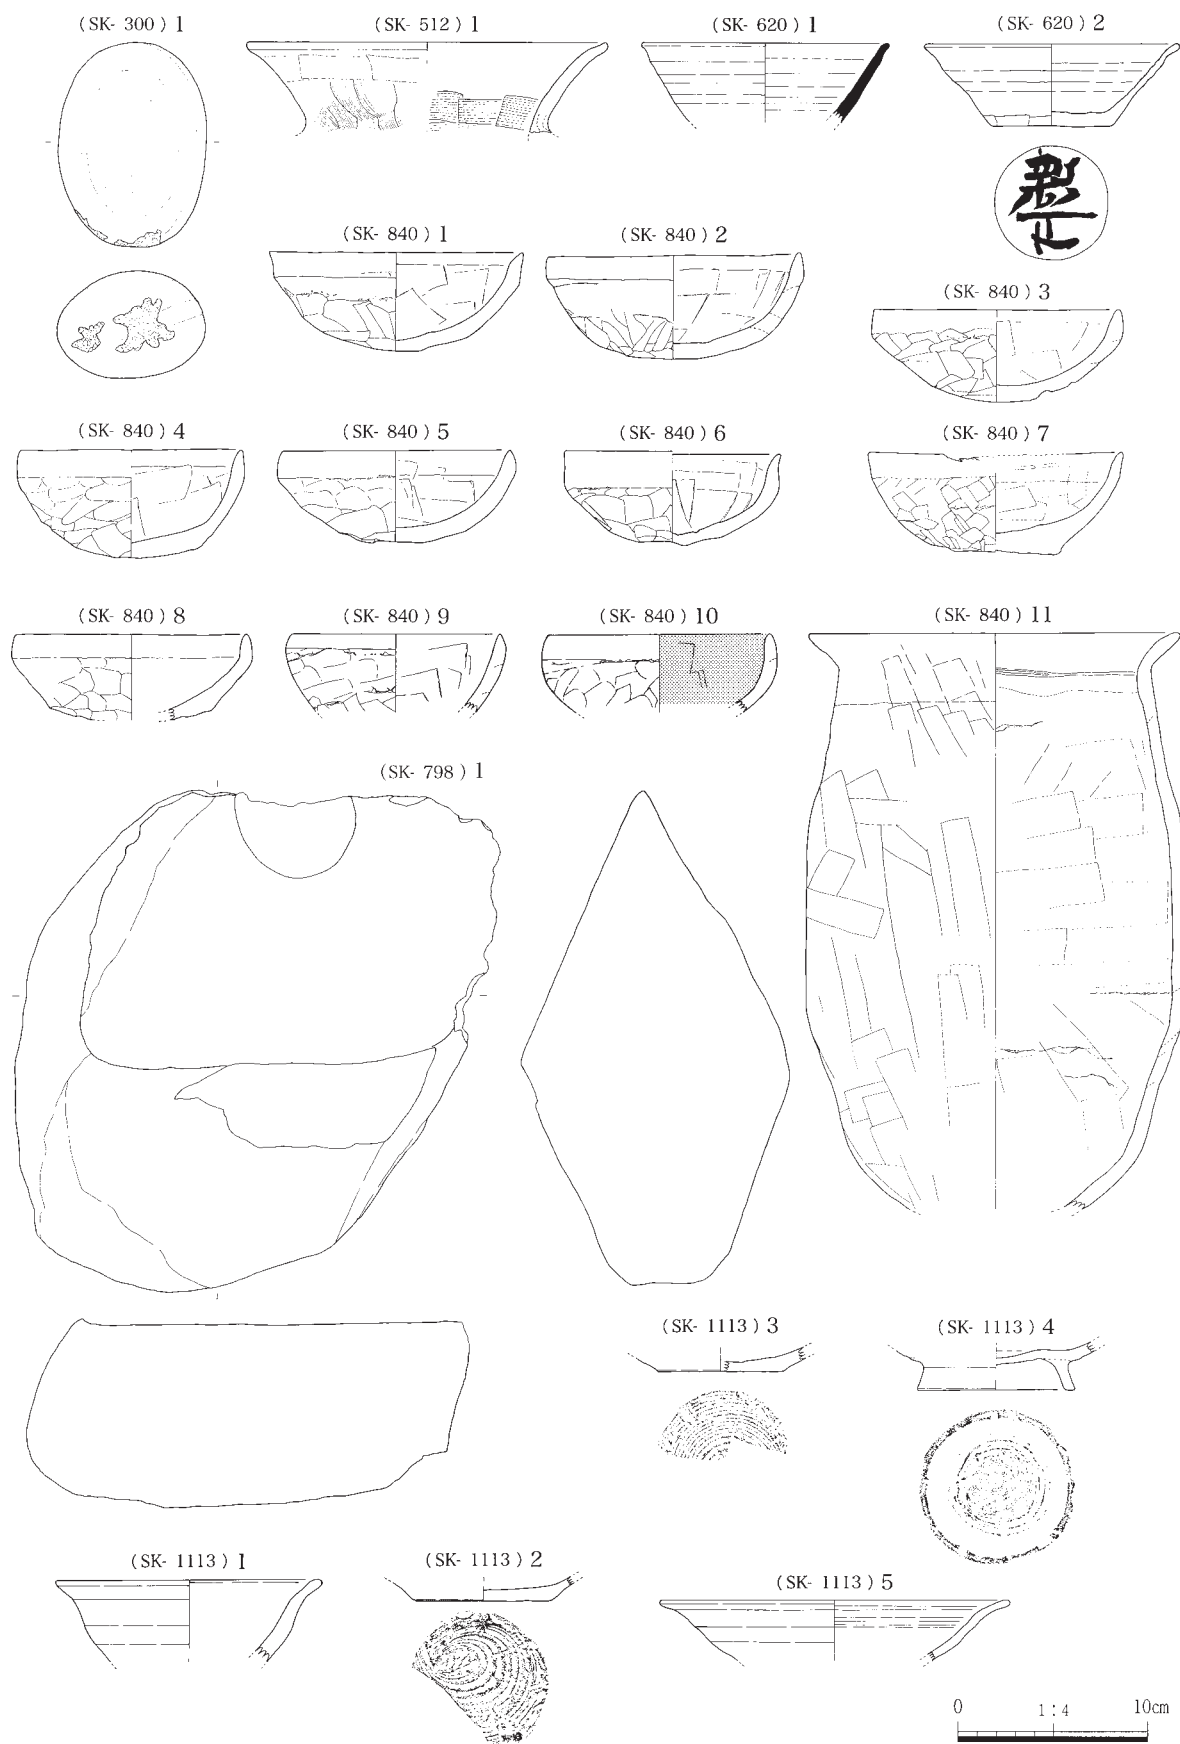 (SK- 300) 1
(SK- 512) 1
(SK- 620) 1
(SK- 620) 2
(SK- 840) 1
(SK- 840) 2
(SK- 840) 3
(SK- 840) 4
(SK- 840) 5
(SK- 840) 6
(SK- 840) 7
(SK- 840) 8
(SK- 840) 9
(SK- 840) 10
(SK- 840) 11
(SK- 798) 1
(SK- 1113) 3
(SK- 1113) 4
(SK- 1113) 1
(SK- 1113) 2
(SK- 1113) 5
0 1:4 10cm